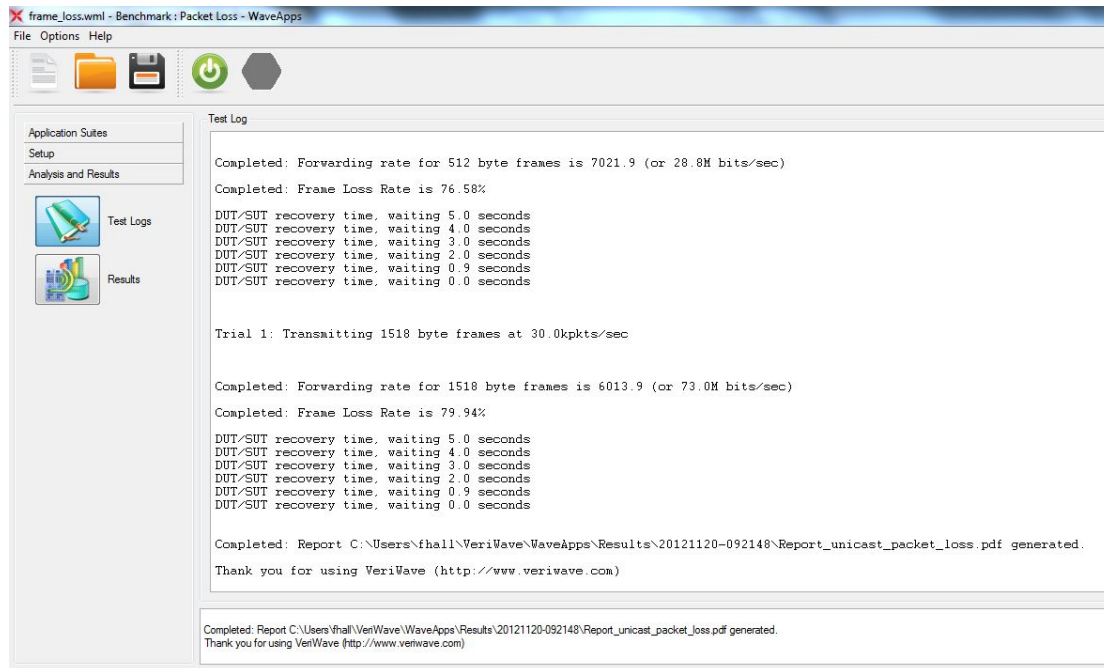 frame_loss.wml - Benchmark : Packet Loss - WaveApps
File Options Help
Application Suites
Setup
Analysis and Results
Test Logs
Results
Test Log
Completed: Forwarding rate for 512 byte frames is 7021.9 (or 28.8M bits/sec)
Completed: Frame Loss Rate is 76.58%
DUT/SUT recovery time, waiting 5.0 seconds
DUT/SUT recovery time, waiting 4.0 seconds
DUT/SUT recovery time, waiting 3.0 seconds
DUT/SUT recovery time, waiting 2.0 seconds
DUT/SUT recovery time, waiting 0.9 seconds
DUT/SUT recovery time, waiting 0.0 seconds
Trial 1: Transmitting 1518 byte frames at 30.0kpkts/sec
Completed: Forwarding rate for 1518 byte frames is 6013.9 (or 73.0M bits/sec)
Completed: Frame Loss Rate is 79.94%
DUT/SUT recovery time, waiting 5.0 seconds
DUT/SUT recovery time, waiting 4.0 seconds
DUT/SUT recovery time, waiting 3.0 seconds
DUT/SUT recovery time, waiting 2.0 seconds
DUT/SUT recovery time, waiting 0.9 seconds
DUT/SUT recovery time, waiting 0.0 seconds
Completed: Report C:\Users\fhall\VeriWave\WaveApps\Results\20121120-092148\Report_unicast_packet_loss.pdf generated.
Thank you for using VeriWave (http://www.veriwave.com)
Completed: Report C:\Users\fhall\VeriWave\WaveApps\Results\20121120-092148\Report_unicast_packet_loss.pdf generated.
Thank you for using VeriWave (http://www.veriwave.com)